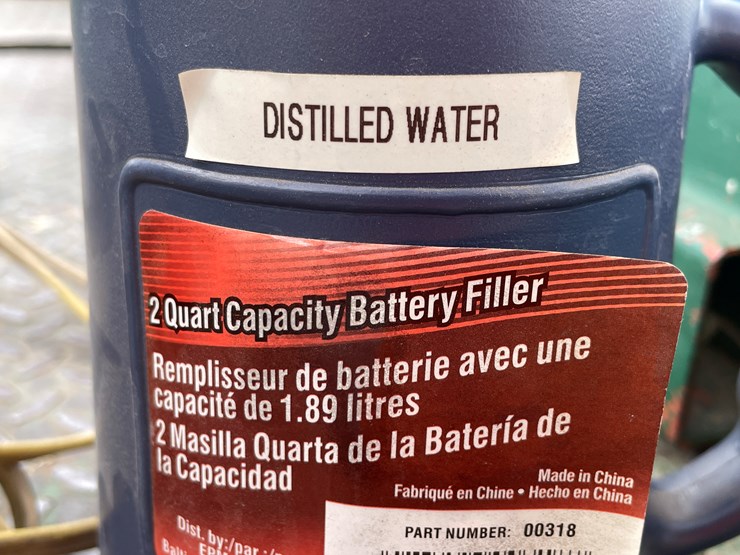 DISTILLED WATER
2 Quart Capacity Battery Filler
Remplisseur de batterie avec une
capacité de 1.89 litres
2 Masilla Quarta de la Batería de
la Capacidad
Made in China
Fabriqué en Chine • Hecho en China
PART NUMBER: 00318
Dist. by:/par